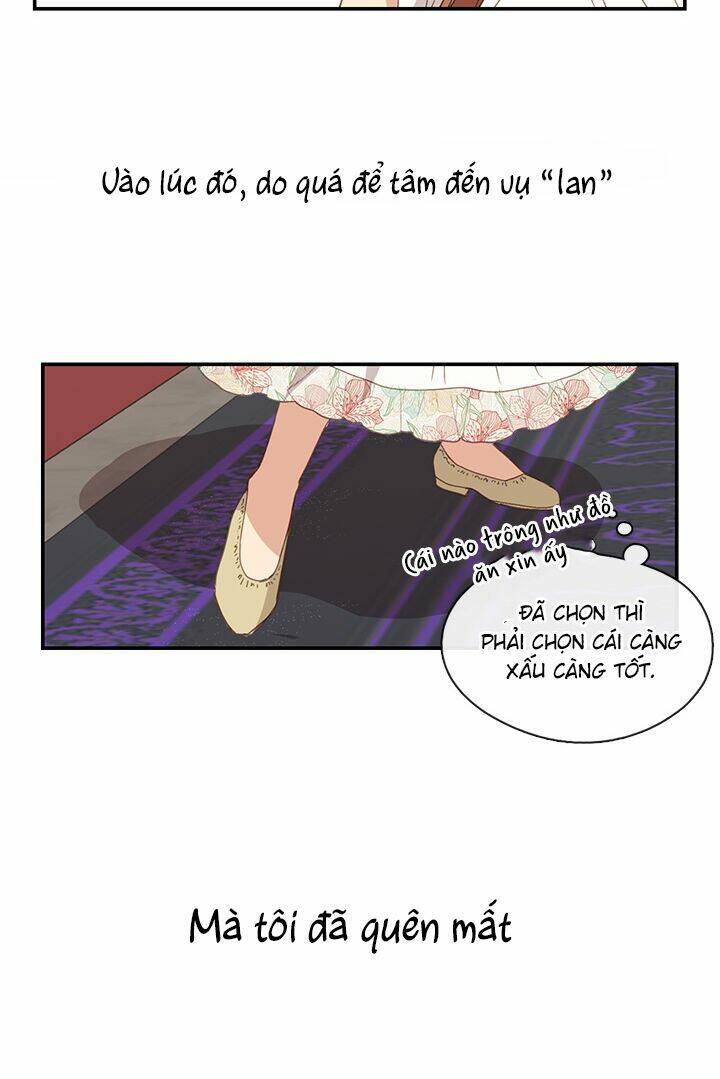 Vào lúc đó, do quá để tâm đến vụ “Ian”
Cái nào trông như đồ
ăn xin ấy
ĐÃ CHỌN THÌ
PHẢI CHỌN CÁI CÀNG
XẤU CÀNG TỐT.
Mà tôi đã quên mất